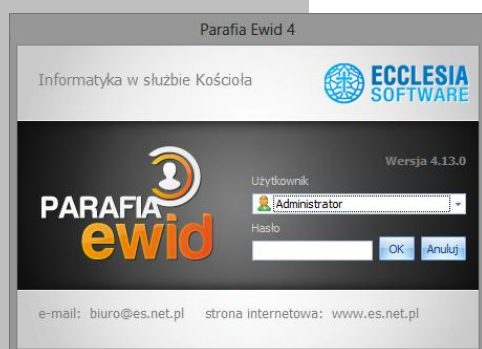 Parafia Ewid 4
Informatyka w służbie Kościoła
ECCLESIA
SOFTWARE
Wersja 4.13.0
PARAFIA
ewid
Użytkownik
Administrator
Hasło
OK Anuluj
e-mail: biuro@es.net.pl strona internetowa: www.es.net.pl